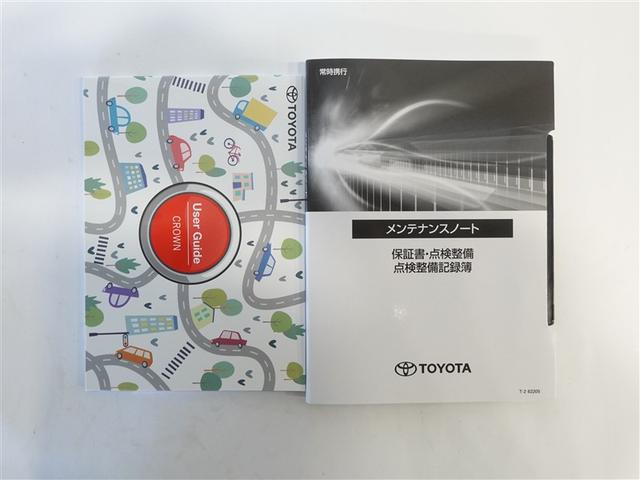 TOYOTA
User Guide
CROWN
常時携行
メンテナンスノート
保証書・点検整備
点検整備記録簿
TOYOTA
T-2 62205